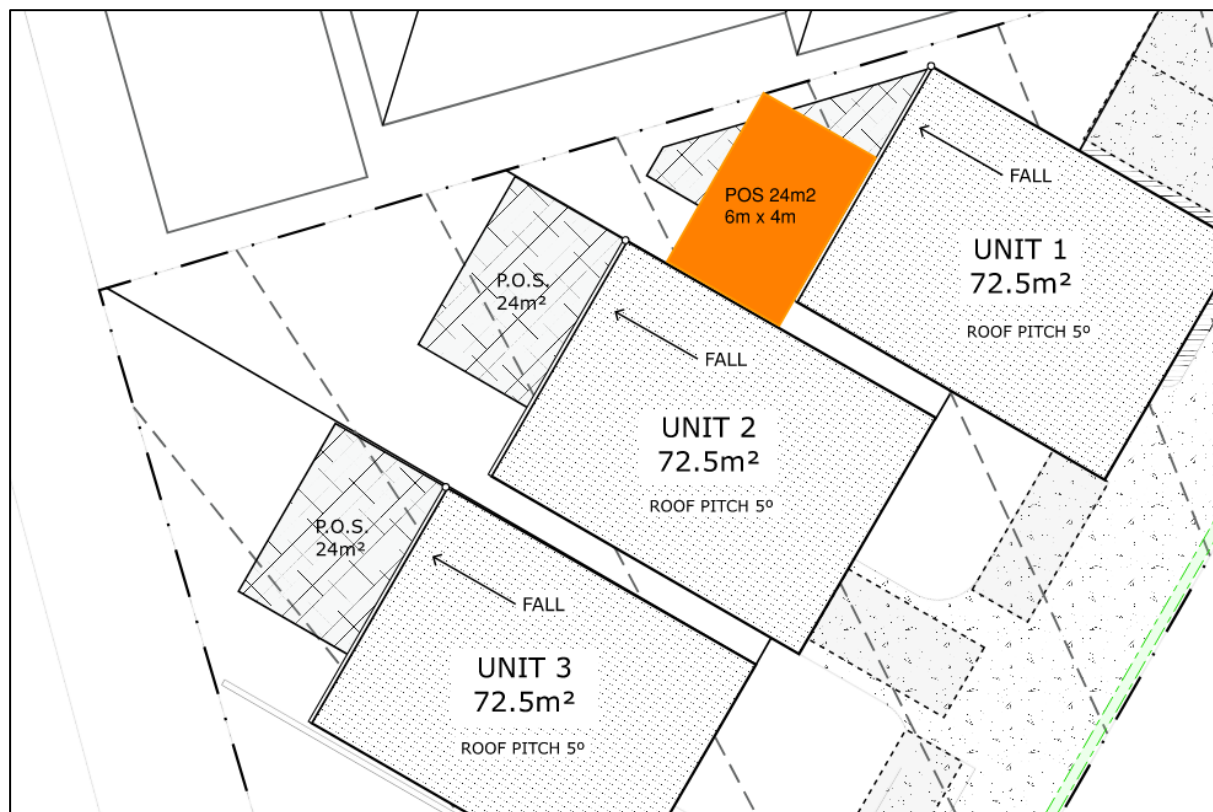 FALL
POS 24m2
6m x 4m
UNIT 1
72.5m²
ROOF PITCH 5º
P.O.S.
24m²
FALL
UNIT 2
72.5m²
ROOF PITCH 5º
P.O.S.
24m²
FALL
UNIT 3
72.5m²
ROOF PITCH 5º